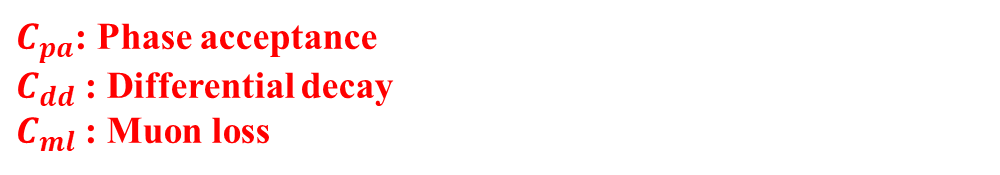 C_pa: Phase acceptance
C_dd : Differential decay
C_ml : Muon loss